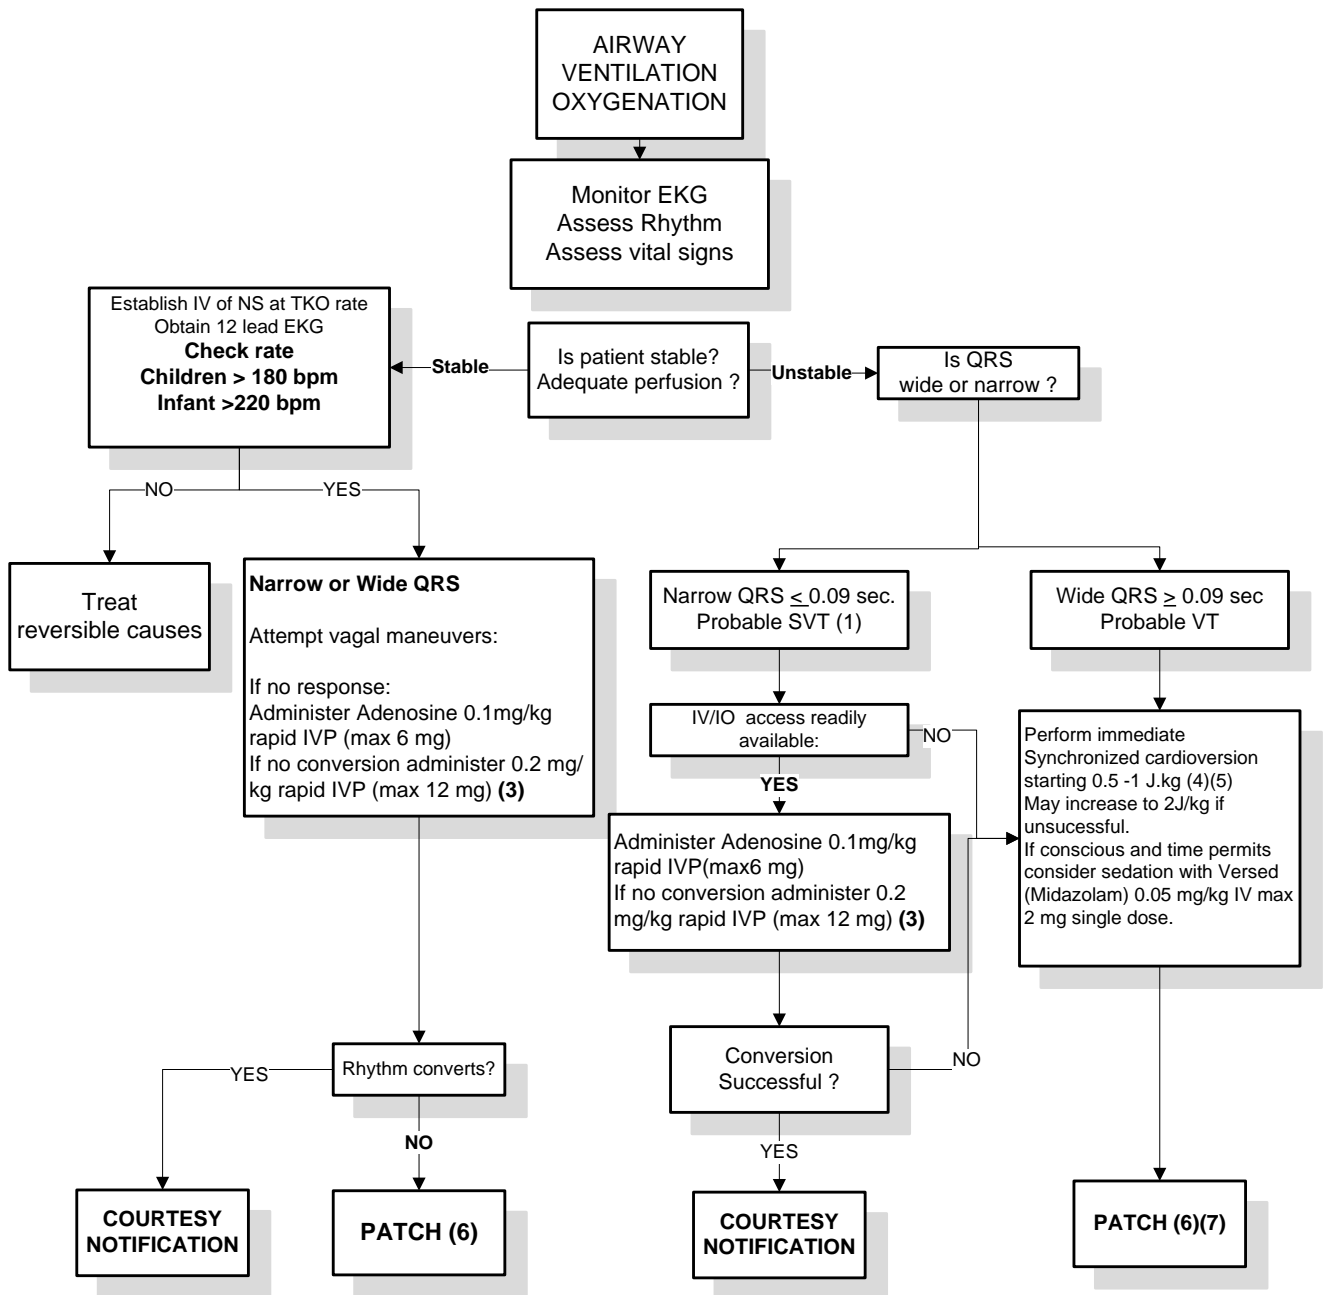 AIRWAY
VENTILATION
OXYGENATION
Monitor EKG
Assess Rhythm
Assess vital signs
Establish IV of NS at TKO rate
Obtain 12 lead EKG
Check rate
Children > 180 bpm
Infant >220 bpm
Stable
Is patient stable?
Adequate perfusion ?
Unstable
Is QRS
wide or narrow ?
NO
YES
Treat
reversible causes
Narrow or Wide QRS
Attempt vagal maneuvers:
If no response:
Administer Adenosine 0.1mg/kg
rapid IVP (max 6 mg)
If no conversion administer 0.2 mg/
kg rapid IVP (max 12 mg) (3)
Narrow QRS ≤ 0.09 sec.
Probable SVT (1)
Wide QRS ≥ 0.09 sec
Probable VT
IV/IO access readily
available:
NO
YES
Administer Adenosine 0.1mg/kg
rapid IVP(max6 mg)
If no conversion administer 0.2
mg/kg rapid IVP (max 12 mg) (3)
Perform immediate
Synchronized cardioversion
starting 0.5 -1 J.kg (4)(5)
May increase to 2J/kg if
unsucessful.
If conscious and time permits
consider sedation with Versed
(Midazolam) 0.05 mg/kg IV max
2 mg single dose.
Rhythm converts?
YES
NO
Conversion
Successful ?
NO
YES
COURTESY
NOTIFICATION
PATCH (6)
COURTESY
NOTIFICATION
PATCH (6)(7)